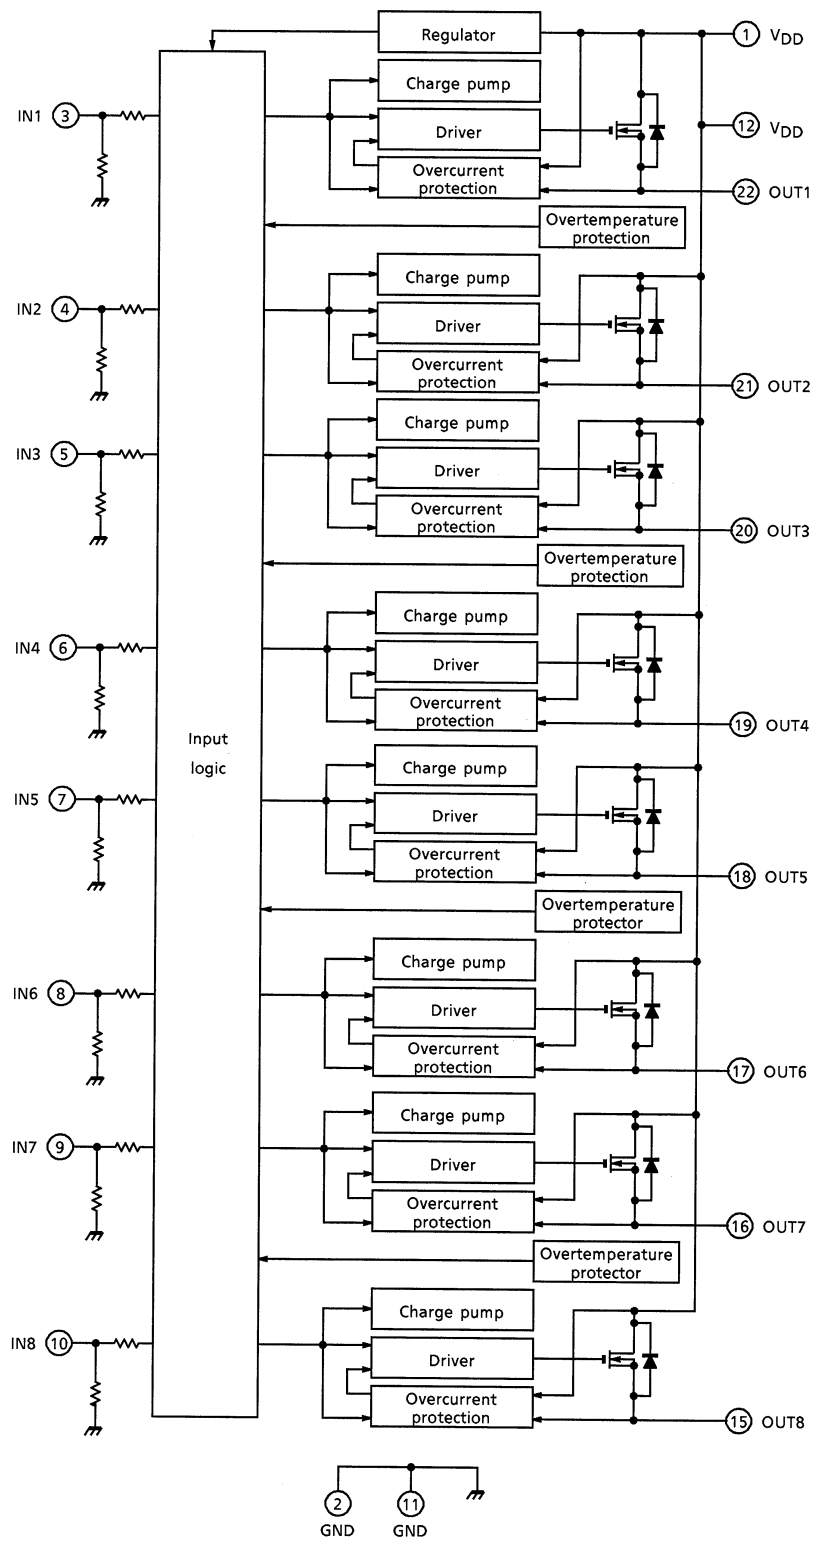 Regulator
1 VDD
Charge pump
IN1 3
Driver
12 VDD
Overcurrent
protection
22 OUT1
Overtemperature
protection
Charge pump
IN2 4
Driver
Overcurrent
protection
21 OUT2
Charge pump
IN3 5
Driver
Overcurrent
protection
20 OUT3
Overtemperature
protection
Charge pump
IN4 6
Driver
Overcurrent
protection
19 OUT4
Input
logic
Charge pump
IN5 7
Driver
Overcurrent
protection
18 OUT5
Overtemperature
protector
Charge pump
IN6 8
Driver
Overcurrent
protection
17 OUT6
Charge pump
IN7 9
Driver
Overcurrent
protection
16 OUT7
Overtemperature
protector
Charge pump
IN8 10
Driver
Overcurrent
protection
15 OUT8
2 11
GND GND